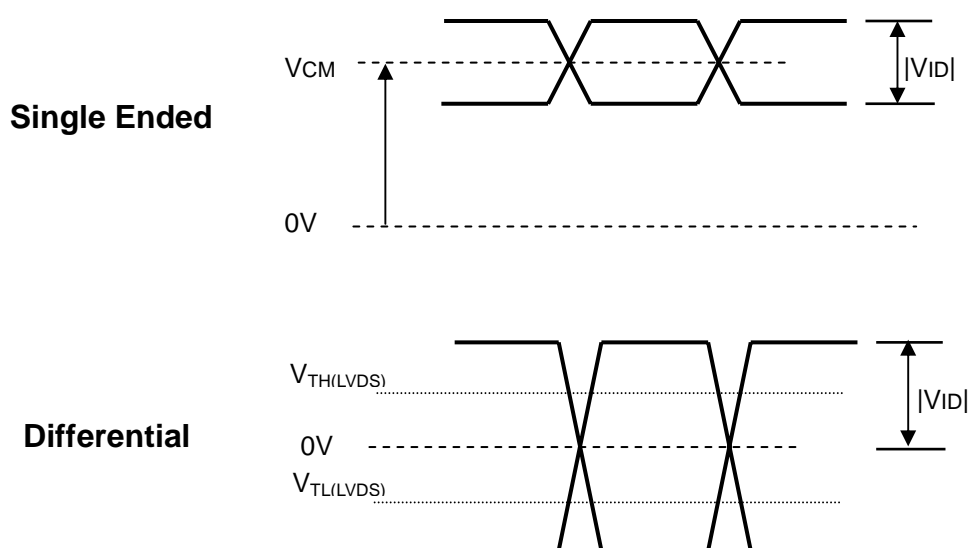 VCM
|VID|
Single Ended
0V
VTH(LVDS)
|VID|
Differential
0V
VTL(LVDS)